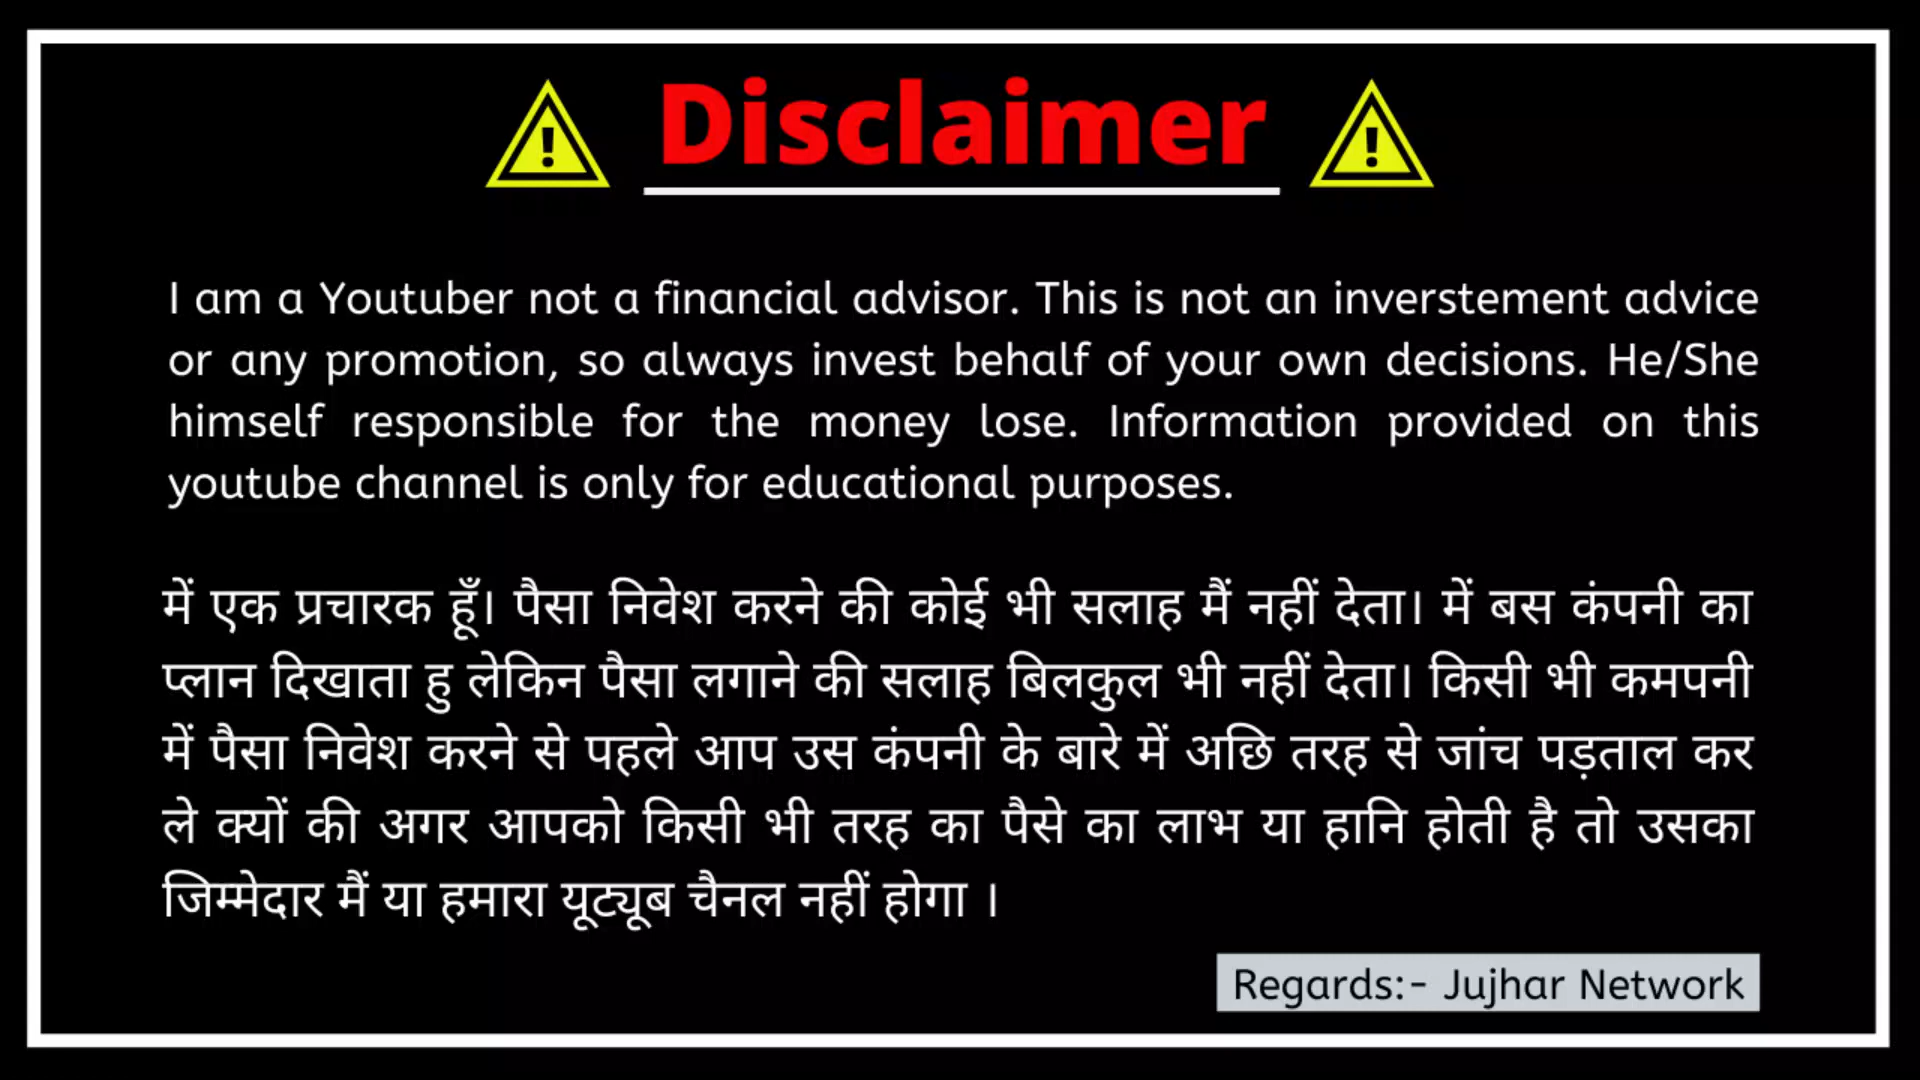 Disclaimer
I am a Youtuber not a financial advisor. This is not an inverstement advice
or any promotion, so always invest behalf of your own decisions. He/She
himself responsible for the money lose. Information provided on this
youtube channel is only for educational purposes.
में एक प्रचारक हूँ। पैसा निवेश करने की कोई भी सलाह मैं नहीं देता। में बस कंपनी का
प्लान दिखाता हु लेकिन पैसा लगाने की सलाह बिलकुल भी नहीं देता। किसी भी कमपनी
में पैसा निवेश करने से पहले आप उस कंपनी के बारे में अछि तरह से जांच पड़ताल कर
ले क्यों की अगर आपको किसी भी तरह का पैसे का लाभ या हानि होती है तो उसका
जिम्मेदार मैं या हमारा यूट्यूब चैनल नहीं होगा ।
Regards:- Jujhar Network